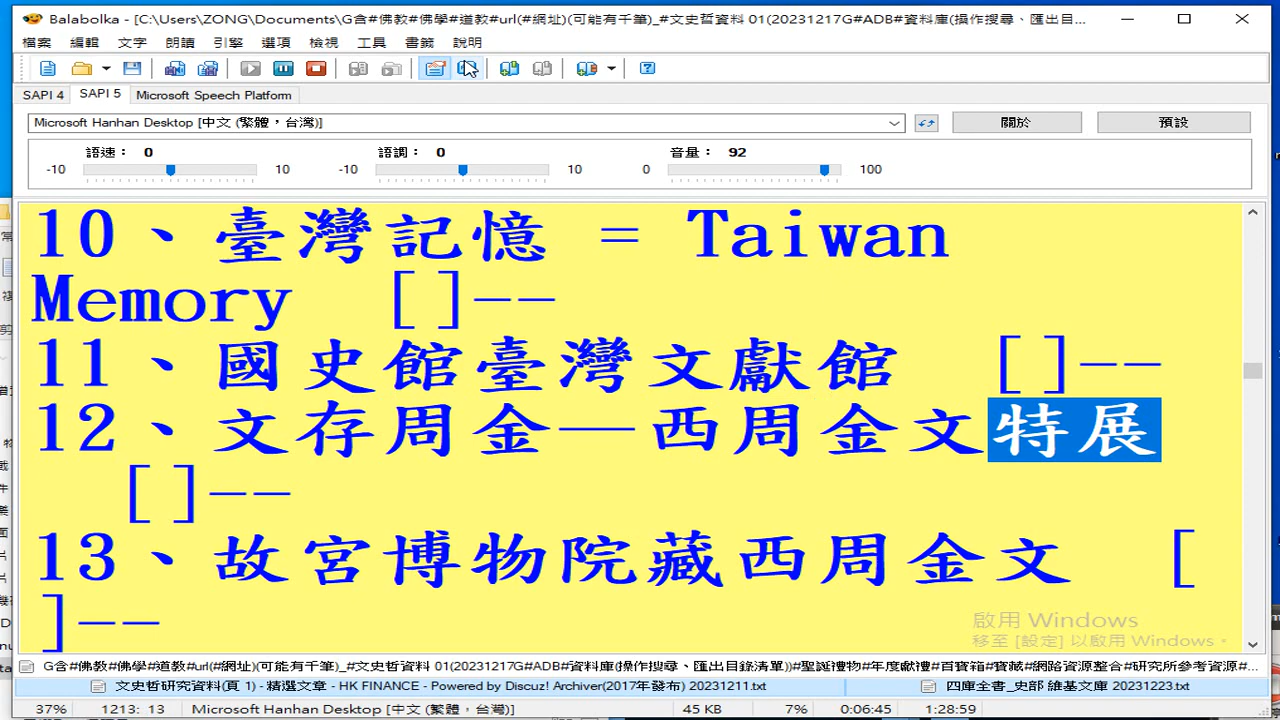 Balabolka - [C:\Users\ZONG\Documents\G含#佛教#佛學#道教#url(#網址)(可能有千筆)_#文史哲資料 01(20231217G#ADB#資料庫(操作搜尋、匯出目...
檔案 編輯 文字 朗讀 引擎 選項 檢視 工具 書籤 說明
SAPI 4 SAPI 5 Microsoft Speech Platform
Microsoft Hanhan Desktop [中文 (繁體，台灣)] 關於 預設
語速： 0 語調： 0 音量： 92
-10 10 -10 10 0 100
10、臺灣記憶 = Taiwan
Memory []--
11、國史館臺灣文獻館 []--
12、文存周金—西周金文特展
[]--
13、故宮博物院藏西周金文 [
]--
啟用 Windows
移至 [設定] 以啟用 Windows。
G含#佛教#佛學#道教#url(#網址)(可能有千筆)_#文史哲資料 01(20231217G#ADB#資料庫(操作搜尋、匯出目錄清單))#聖誕禮物#年度獻禮#百寶箱#寶藏#網路資源整合#研究所參考資源#...
文史哲研究資料(頁 1) - 精選文章 - HK FINANCE - Powered by Discuz! Archiver(2017年發布) 20231211.txt 四庫全書_史部 維基文庫 20231223.txt
37% 1213: 13 Microsoft Hanhan Desktop [中文 (繁體，台灣)] 45 KB 7% 0:06:45 1:28:59